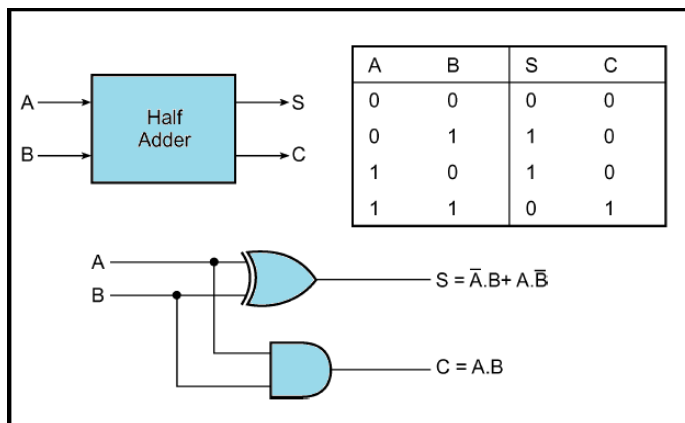 A
B
Half
Adder
S
C
A B S C
0 0 0 0
0 1 1 0
1 0 1 0
1 1 0 1
A
B
S = A̅.B+ A.B̅
C = A.B